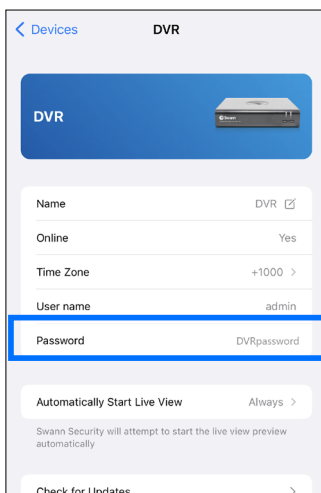 Devices DVR
DVR
Swann
Name DVR
Online Yes
Time Zone +1000 >
User name admin
Password DVRpassword
Automatically Start Live View Always >
Swann Security will attempt to start the live view preview
automatically
Check for Updates >